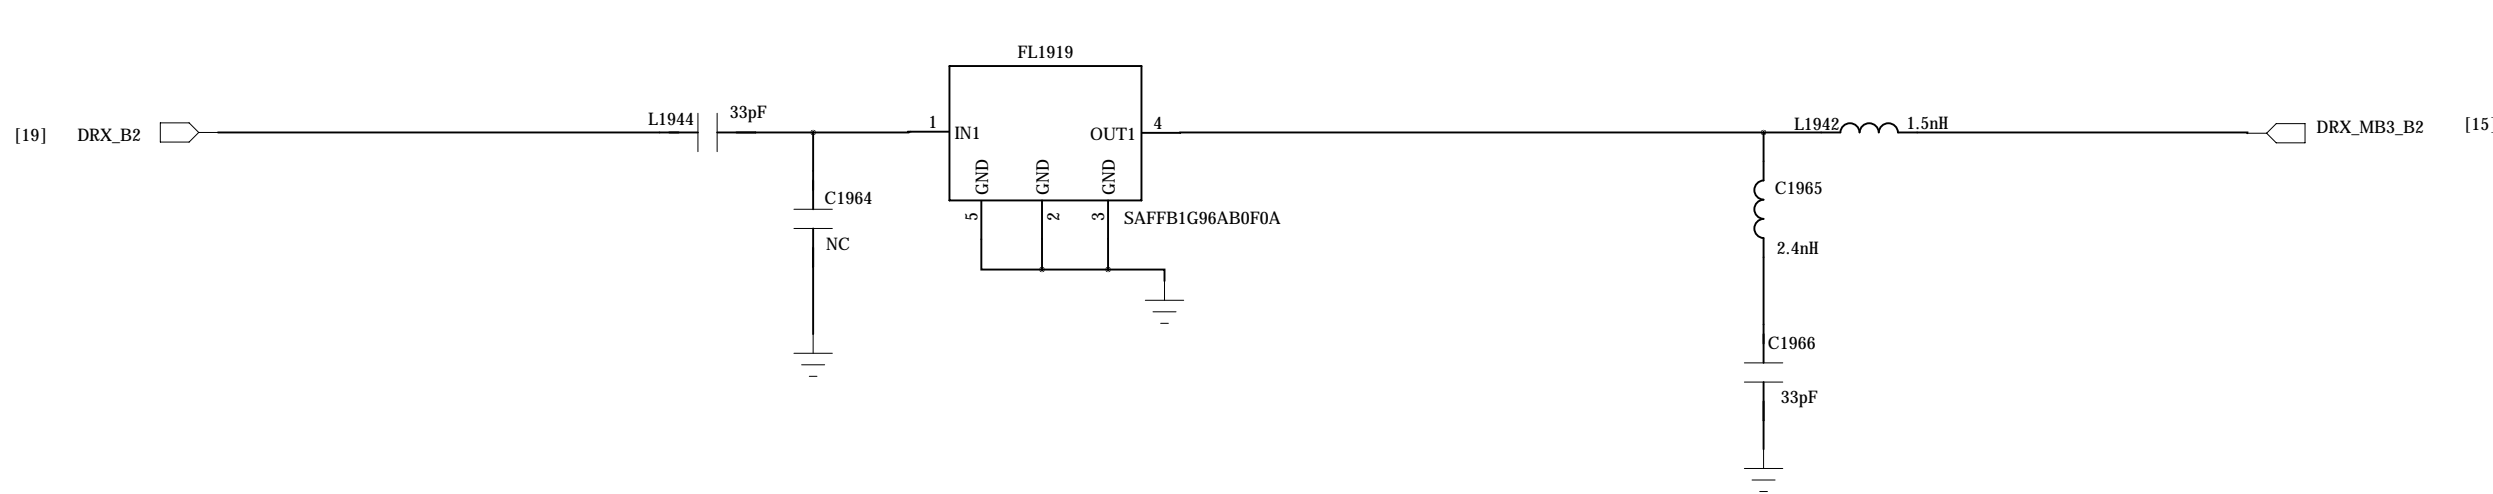 FL1919
[19] DRX_B2
L1944
33pF
1
IN1
OUT1
4
L1942
1.5nH
DRX_MB3_B2 [15]
GND
GND
GND
5
2
3
SAFFB1G96AB0F0A
C1964
NC
C1965
2.4nH
C1966
33pF